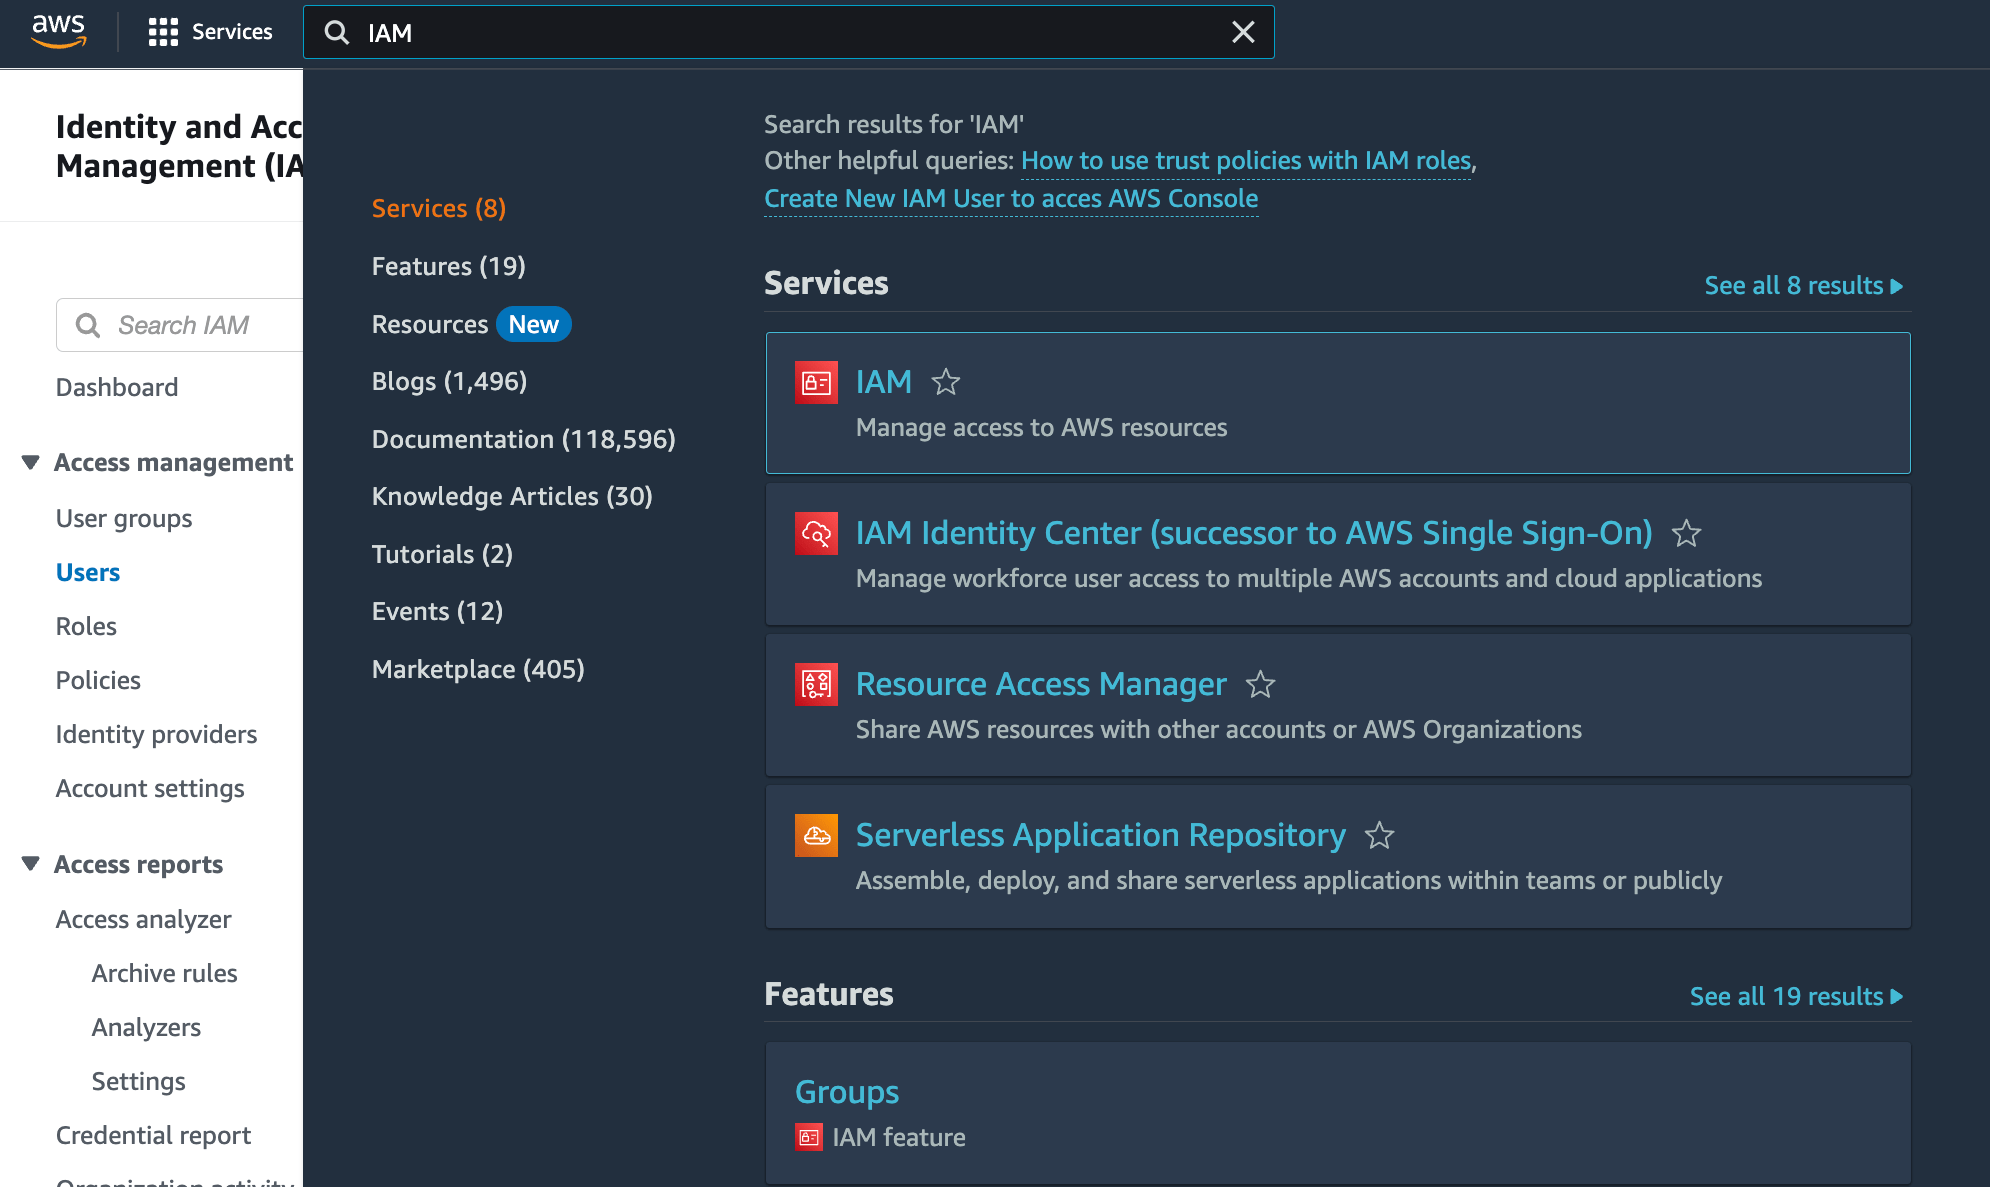 aws
Services
IAM
Identity and Acc
Management (IA
Search IAM
Dashboard
Access management
User groups
Users
Roles
Policies
Identity providers
Account settings
Access reports
Access analyzer
Archive rules
Analyzers
Settings
Credential report
Organization activity
Services (8)
Features (19)
Resources New
Blogs (1,496)
Documentation (118,596)
Knowledge Articles (30)
Tutorials (2)
Events (12)
Marketplace (405)
Search results for 'IAM'
Other helpful queries: How to use trust policies with IAM roles,
Create New IAM User to acces AWS Console
Services
See all 8 results
IAM
Manage access to AWS resources
IAM Identity Center (successor to AWS Single Sign-On)
Manage workforce user access to multiple AWS accounts and cloud applications
Resource Access Manager
Share AWS resources with other accounts or AWS Organizations
Serverless Application Repository
Assemble, deploy, and share serverless applications within teams or publicly
Features
See all 19 results
Groups
IAM feature